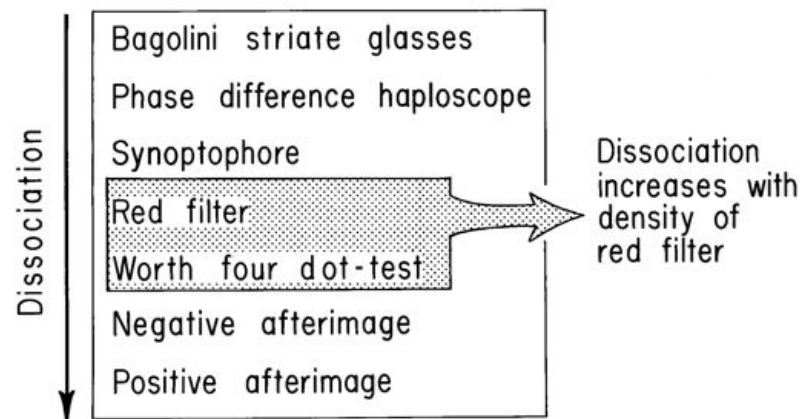 Dissociation
Bagolini striate glasses
Phase difference haploscope
Synoptophore
Red filter
Worth four dot-test
Negative afterimage
Positive afterimage
Dissociation
increases with
density of
red filter